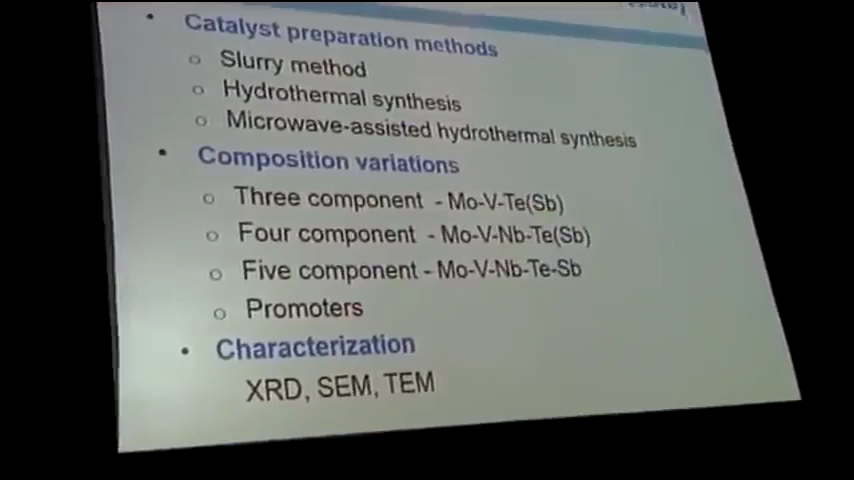 • Catalyst preparation methods
o Slurry method
o Hydrothermal synthesis
o Microwave-assisted hydrothermal synthesis
• Composition variations
o Three component - Mo-V-Te(Sb)
o Four component - Mo-V-Nb-Te(Sb)
o Five component - Mo-V-Nb-Te-Sb
o Promoters
• Characterization
XRD, SEM, TEM